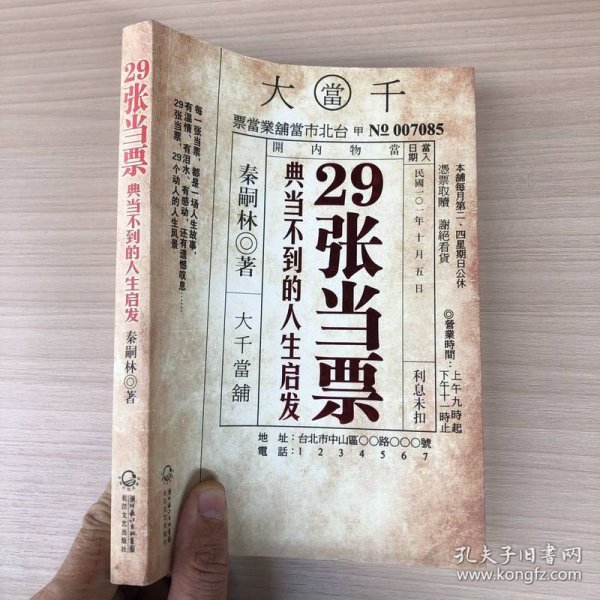 29张当票
典当不到的人生启发
秦嗣林◎著
长江文艺出版社
大當千
票當業舖當市北台 甲 №007085
開內物當
當入
日期
民國一〇一年十月五日
本舖每月第二、四星期日公休
憑票取贖 謝絕看貨
◎營業時間:上午九時起
下午十一時止
29张当票
典当不到的人生启发
秦嗣林◎著
大千當舖
利息未扣
每一张当票,都是一场人生故事,
有温情、有泪水、有感动,还有遗憾叹息……
29张当票,29个动人的人生风景
地 址:台北市中山區〇〇路〇〇〇號
電 話:1 2 3 4 5 6 7
孔夫子旧书网
www.kongfz.com